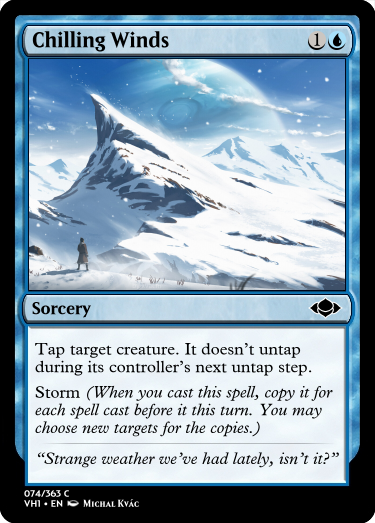 Chilling Winds 1
Sorcery
Tap target creature. It doesn't untap
during its controller's next untap step.
Storm (When you cast this spell, copy it for
each spell cast before it this turn. You may
choose new targets for the copies.)
“Strange weather we've had lately, isn't it?”
074/363 C
VH1 • EN Michal Kvác